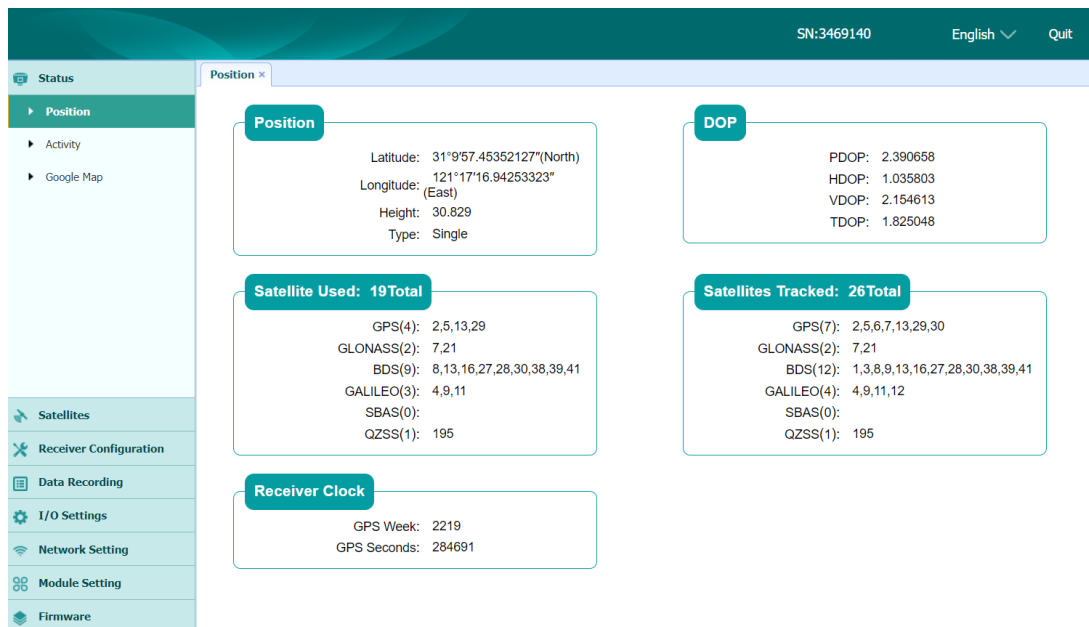 SN:3469140
English
Quit
Status
Position
Activity
Google Map
Satellites
Receiver Configuration
Data Recording
I/O Settings
Network Setting
Module Setting
Firmware
Position ×
Position
Latitude: 31°9′57.45352127″(North)
Longitude: 121°17′16.94253323″
(East)
Height: 30.829
Type: Single
DOP
PDOP: 2.390658
HDOP: 1.035803
VDOP: 2.154613
TDOP: 1.825048
Satellite Used: 19Total
GPS(4): 2,5,13,29
GLONASS(2): 7,21
BDS(9): 8,13,16,27,28,30,38,39,41
GALILEO(3): 4,9,11
SBAS(0):
QZSS(1): 195
Satellites Tracked: 26Total
GPS(7): 2,5,6,7,13,29,30
GLONASS(2): 7,21
BDS(12): 1,3,8,9,13,16,27,28,30,38,39,41
GALILEO(4): 4,9,11,12
SBAS(0):
QZSS(1): 195
Receiver Clock
GPS Week: 2219
GPS Seconds: 284691